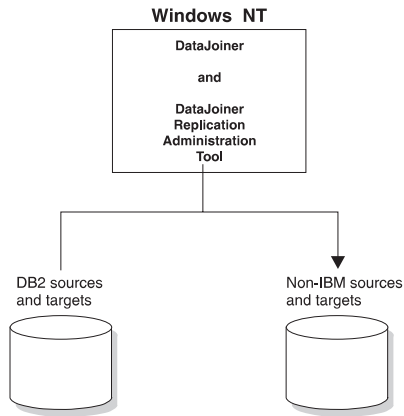 Windows NT
DataJoiner
and
DataJoiner
Replication
Administration
Tool
DB2 sources
and targets
Non-IBM sources
and targets